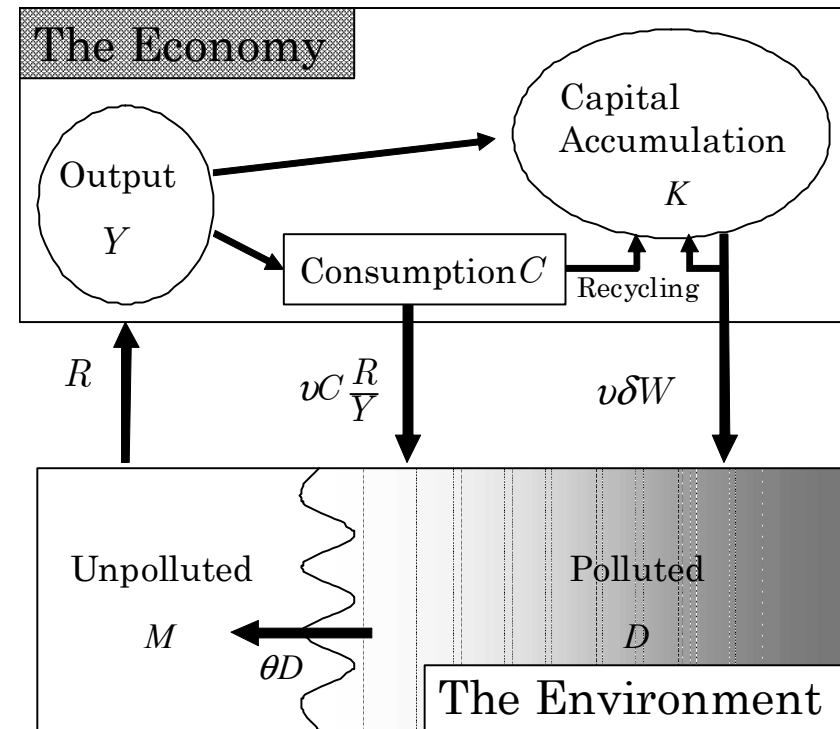 The Economy
Capital
Accumulation
K
Output
Y
Consumption C
Recycling
R
υC R/Y
υδW
Unpolluted
M
Polluted
D
θD
The Environment